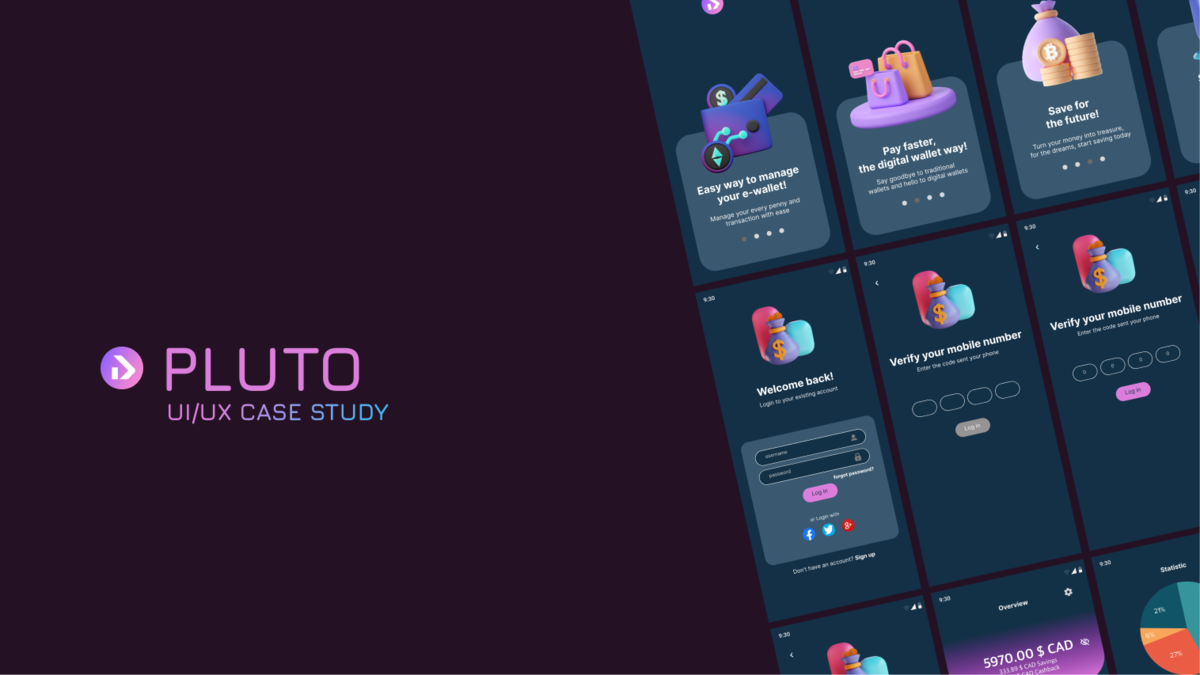 PLUTO
UI/UX CASE STUDY
Easy way to manage
your e-wallet!
Manage your every penny and
transaction with ease
Pay faster,
the digital wallet way!
Say goodbye to traditional
wallets and hello to digital wallets
Save for
the future!
Turn your money into treasure,
for the dreams, start saving today
9:30
Welcome back!
Login to your existing account
username
password
forgot password?
Log in
or Login with
Don't have an account? Sign up
9:30
Verify your mobile number
Enter the code sent your phone
Log in
9:30
Verify your mobile number
Enter the code sent your phone
0 0 0 0
Log in
9:30
9:30
9:30
Overview
5970.00 $ CAD
333.89 $ CAD Savings
$ CAD Cashback
9:30
Statistic
21%
6%
27%